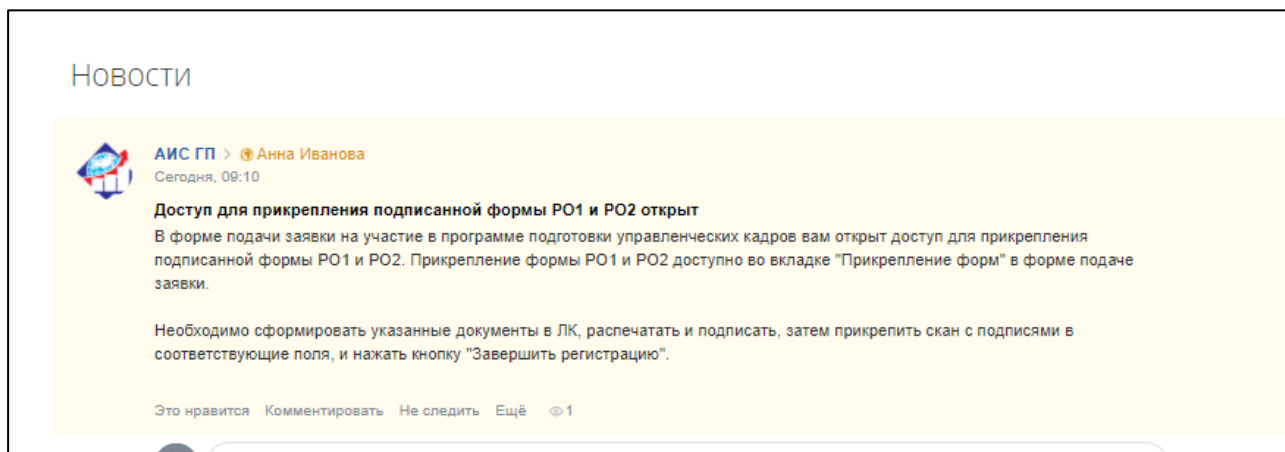 Новости
АИС ГП > Анна Иванова
Сегодня, 09:10
Доступ для прикрепления подписанной формы РО1 и РО2 открыт
В форме подачи заявки на участие в программе подготовки управленческих кадров вам открыт доступ для прикрепления
подписанной формы РО1 и РО2. Прикрепление формы РО1 и РО2 доступно во вкладке "Прикрепление форм" в форме подаче
заявки.
Необходимо сформировать указанные документы в ЛК, распечатать и подписать, затем прикрепить скан с подписями в
соответствующие поля, и нажать кнопку "Завершить регистрацию".
Это нравится Комментировать Не следить Ещё 1